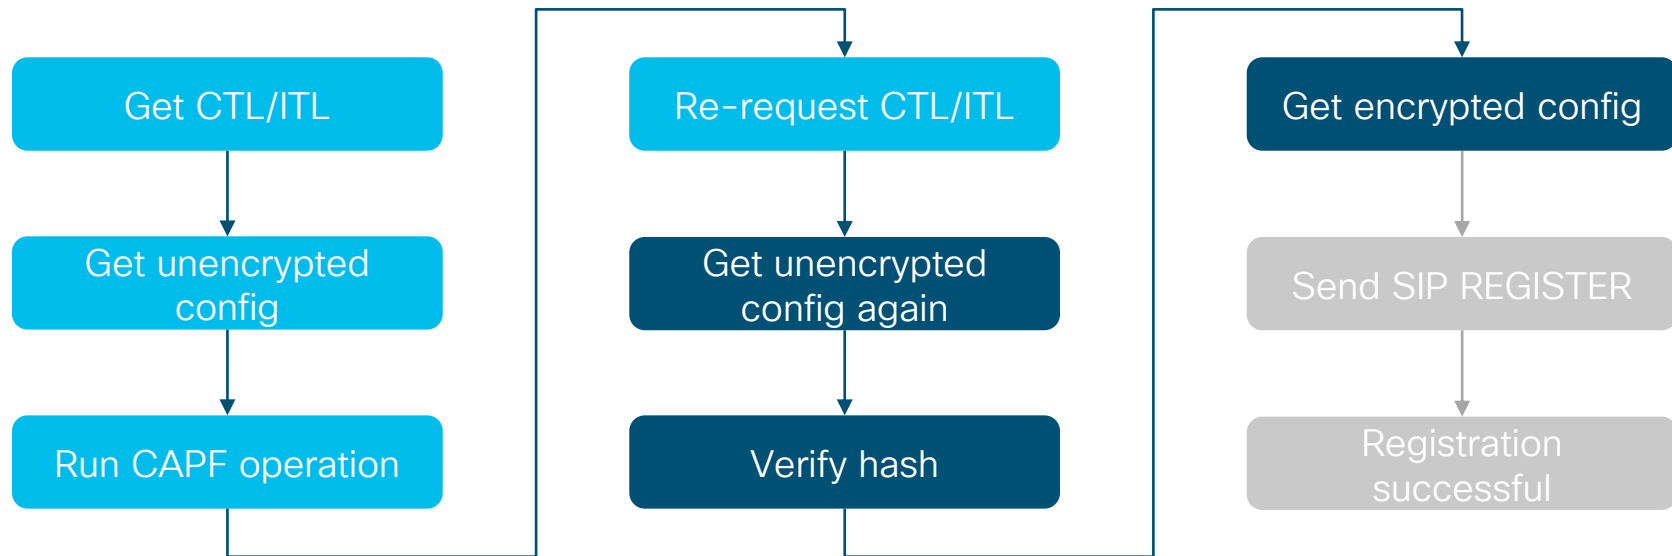 Get CTL/ITL
Get unencrypted
config
Run CAPF operation
Re-request CTL/ITL
Get unencrypted
config again
Verify hash
Get encrypted config
Send SIP REGISTER
Registration
successful